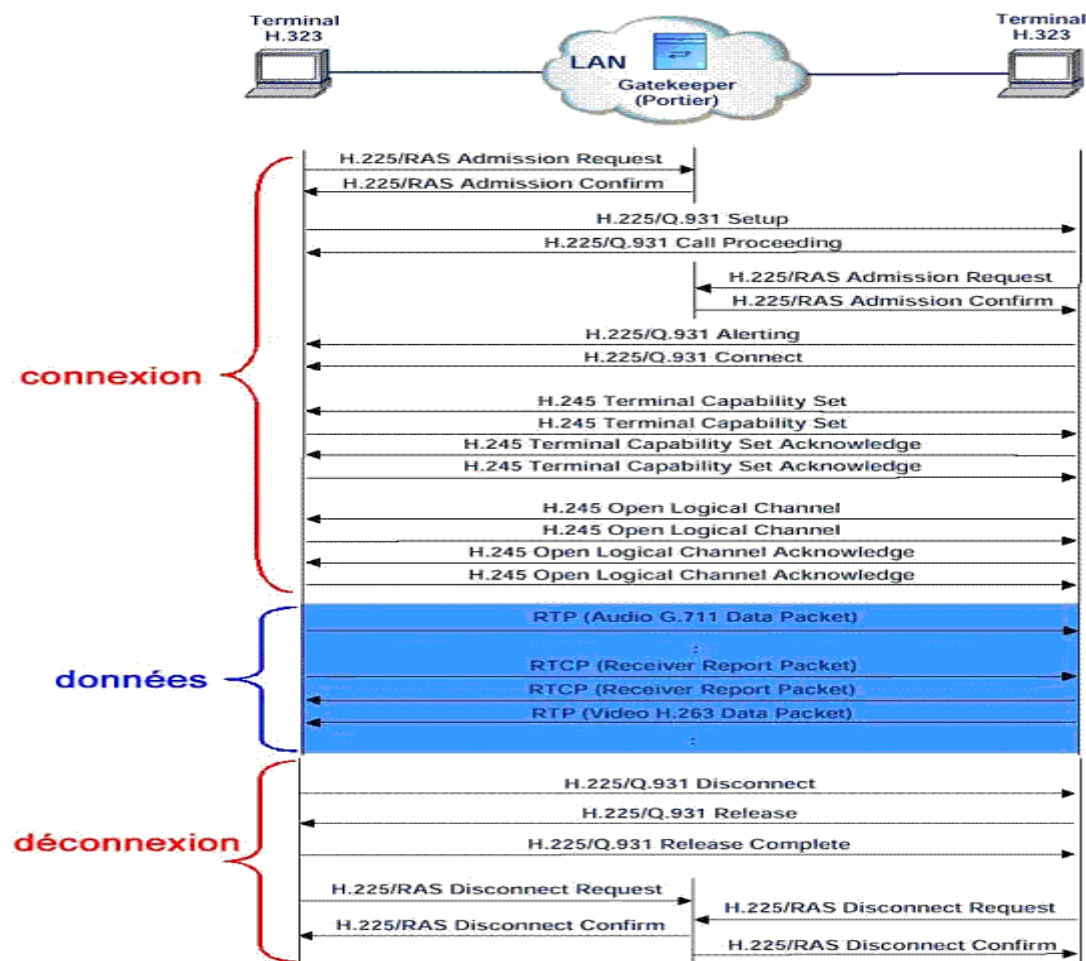 Terminal
H.323
LAN
Gatekeeper
(Portier)
Terminal
H.323
connexion
H.225/RAS Admission Request
H.225/RAS Admission Confirm
H.225/Q.931 Setup
H.225/Q.931 Call Proceeding
H.225/RAS Admission Request
H.225/RAS Admission Confirm
H.225/Q.931 Alerting
H.225/Q.931 Connect
H.245 Terminal Capability Set
H.245 Terminal Capability Set
H.245 Terminal Capability Set Acknowledge
H.245 Terminal Capability Set Acknowledge
H.245 Open Logical Channel
H.245 Open Logical Channel
H.245 Open Logical Channel Acknowledge
H.245 Open Logical Channel Acknowledge
données
RTP (Audio G.711 Data Packet)
:
RTCP (Receiver Report Packet)
RTCP (Receiver Report Packet)
RTP (Video H.263 Data Packet)
:
déconnexion
H.225/Q.931 Disconnect
H.225/Q.931 Release
H.225/Q.931 Release Complete
H.225/RAS Disconnect Request
H.225/RAS Disconnect Request
H.225/RAS Disconnect Confirm
H.225/RAS Disconnect Confirm